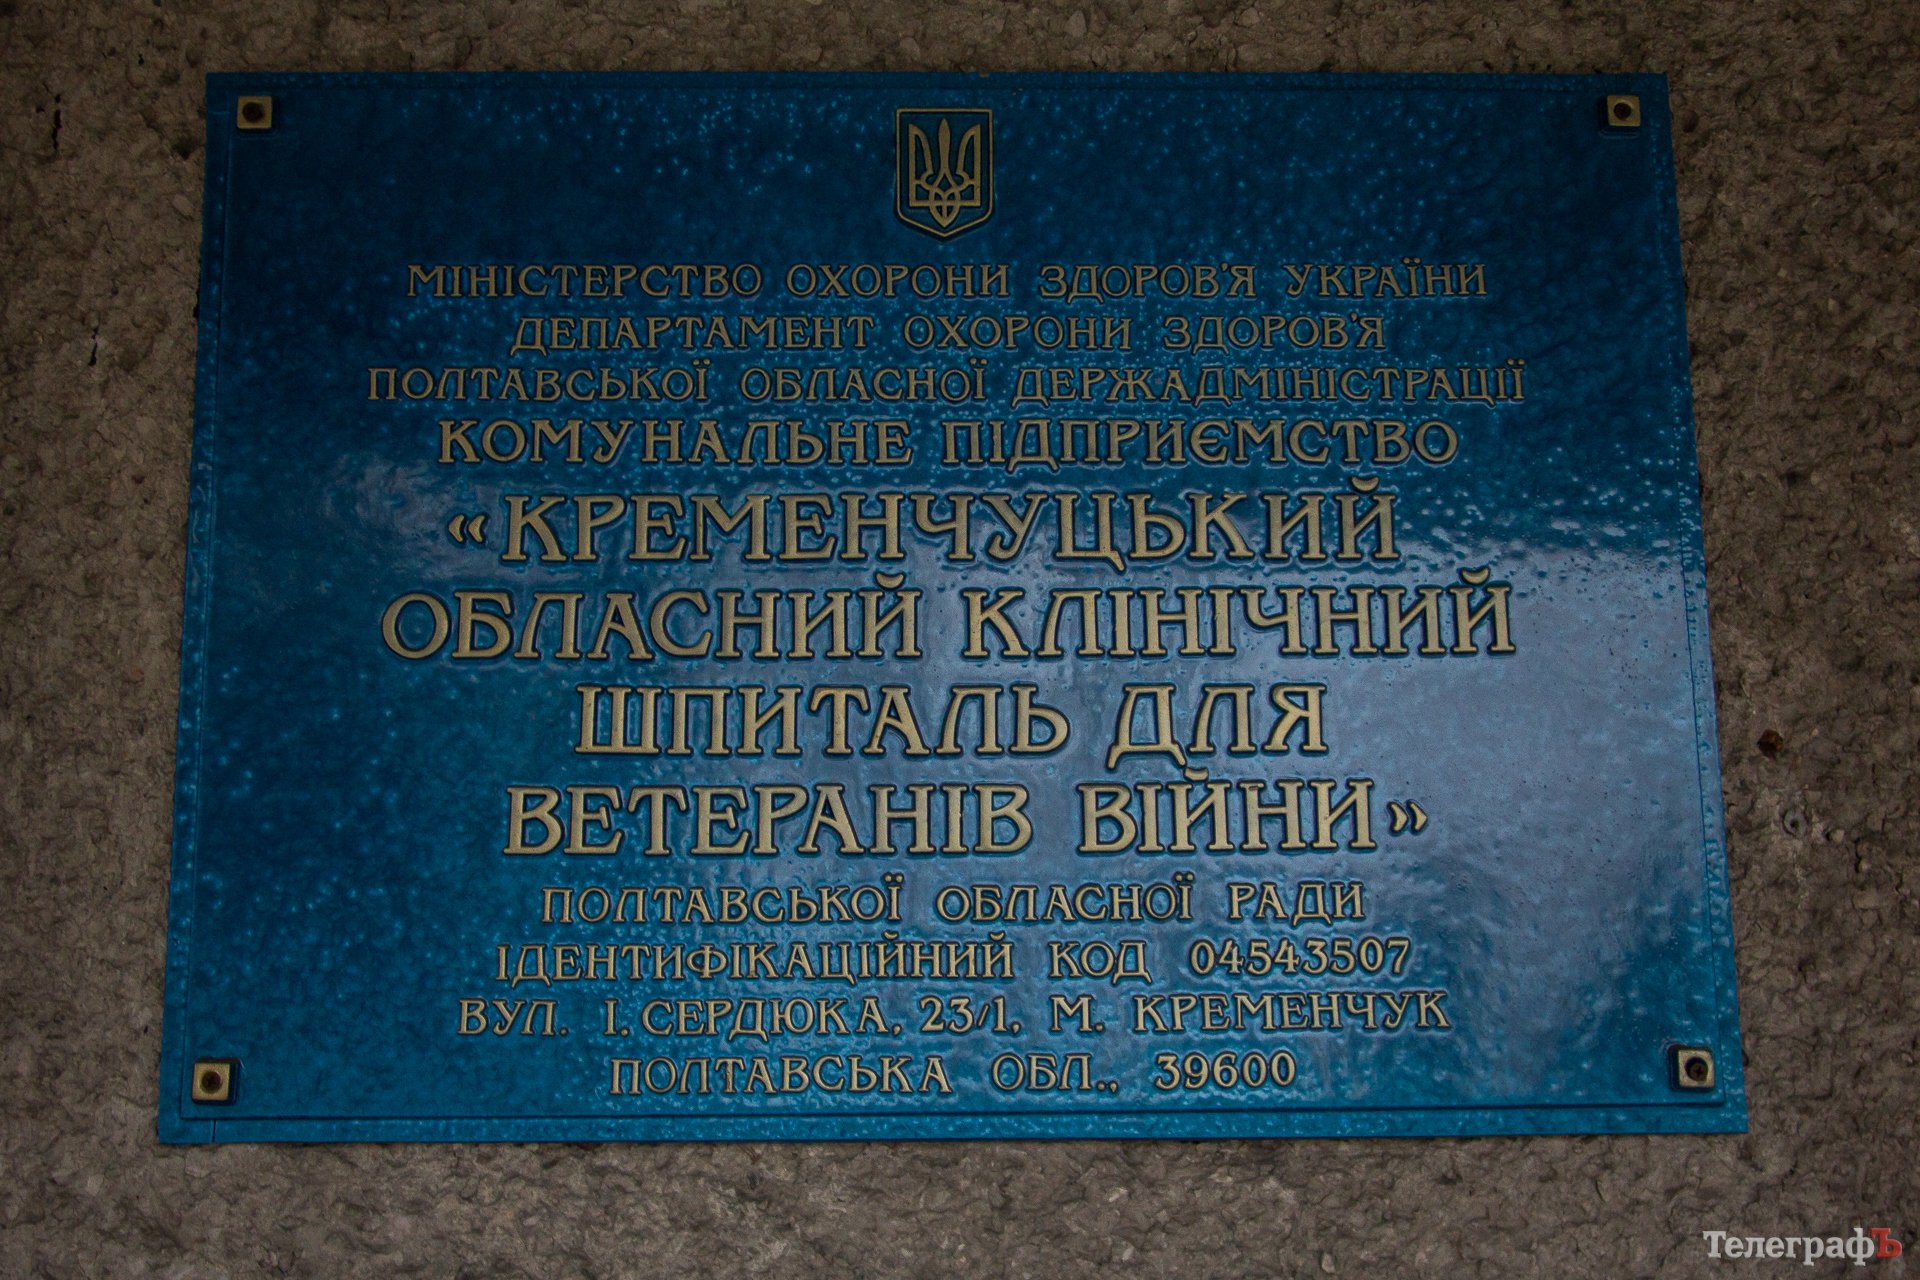 МІНІСТЕРСТВО ОХОРОНИ ЗДОРОВ'Я УКРАЇНИ
ДЕПАРТАМЕНТ ОХОРОНИ ЗДОРОВ'Я
ПОЛТАВСЬКОЇ ОБЛАСНОЇ ДЕРЖАДМІНІСТРАЦІЇ
КОМУНАЛЬНЕ ПІДПРИЄМСТВО
«КРЕМЕНЧУЦЬКИЙ
ОБЛАСНИЙ КЛІНІЧНИЙ
ШПИТАЛЬ ДЛЯ
ВЕТЕРАНІВ ВІЙНИ»
ПОЛТАВСЬКОЇ ОБЛАСНОЇ РАДИ
ІДЕНТИФІКАЦІЙНИЙ КОД 04543507
ВУЛ. І. СЕРДЮКА, 23/1, М. КРЕМЕНЧУК
ПОЛТАВСЬКА ОБЛ., 39600
ТелеграфЪ